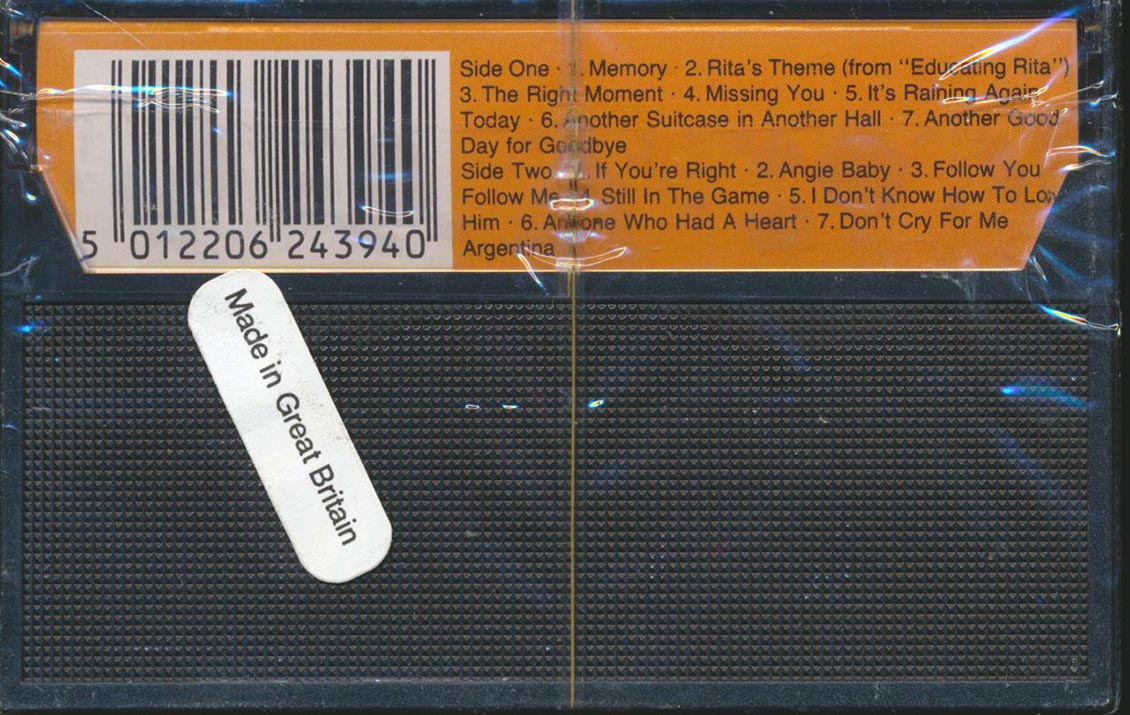 Side One · 1. Memory · 2. Rita's Theme (from "Educating Rita")
3. The Right Moment · 4. Missing You · 5. It's Raining Again
Today · 6. Another Suitcase in Another Hall · 7. Another Good
Day for Goodbye
Side Two · 1. If You're Right · 2. Angie Baby · 3. Follow You
Follow Me · 4. Still In The Game · 5. I Don't Know How To Love
Him · 6. Anyone Who Had A Heart · 7. Don't Cry For Me
Argentina
5 012206 243940
Made in Great Britain